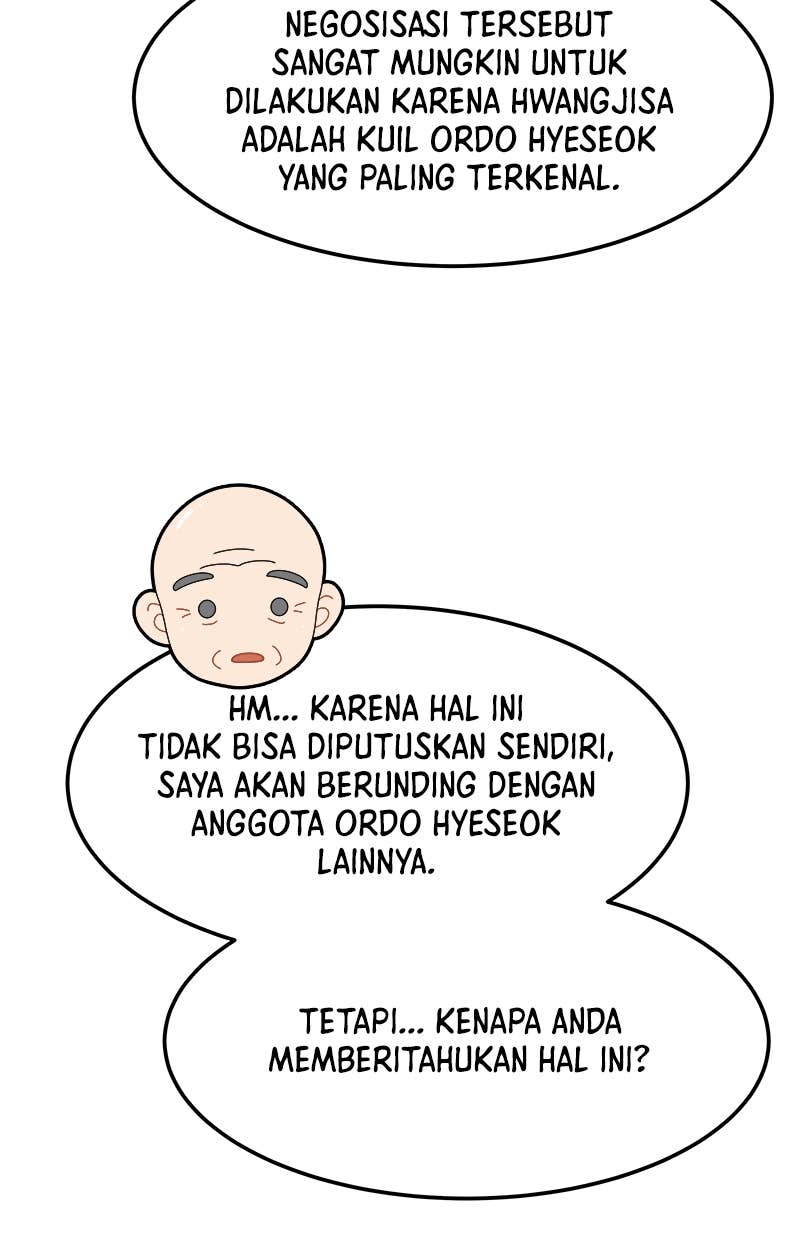 NEGOSISASI TERSEBUT
SANGAT MUNGKIN UNTUK
DILAKUKAN KARENA HWANGJISA
ADALAH KUIL ORDO HYESEOK
YANG PALING TERKENAL.
HM... KARENA HAL INI
TIDAK BISA DIPUTUSKAN SENDIRI,
SAYA AKAN BERUNDING DENGAN
ANGGOTA ORDO HYESEOK
LAINNYA.
TETAPI... KENAPA ANDA
MEMBERITAHUKAN HAL INI?